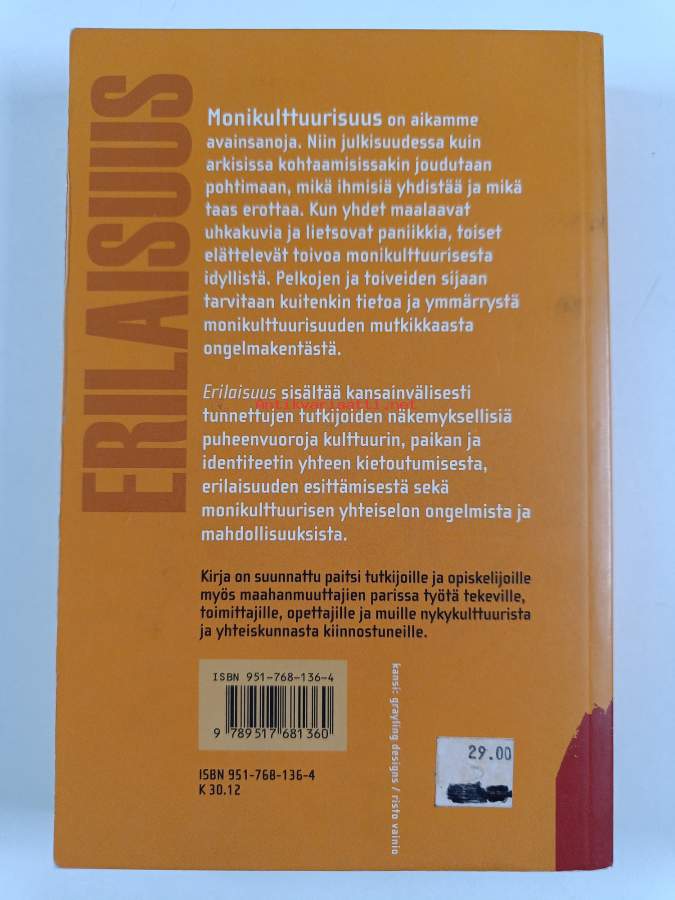 ERILAISUUS
Monikulttuurisuus on aikamme
avainsanoja. Niin julkisuudessa kuin
arkisissa kohtaamisissakin joudutaan
pohtimaan, mikä ihmisiä yhdistää ja mikä
taas erottaa. Kun yhdet maalaavat
uhkakuvia ja lietsovat paniikkia, toiset
elättelevät toivoa monikulttuurisesta
idyllistä. Pelkojen ja toiveiden sijaan
tarvitaan kuitenkin tietoa ja ymmärrystä
monikulttuurisuuden mutkikkaasta
ongelmakentästä.
Erilaisuus sisältää kansainvälisesti
antikvariaatti.net
tunnettujen tutkijoiden näkemyksellisiä
puheenvuoroja kulttuurin, paikan ja
identiteetin yhteen kietoutumisesta,
erilaisuuden esittämisestä sekä
monikulttuurisen yhteiselon ongelmista ja
mahdollisuuksista.
Kirja on suunnattu paitsi tutkijoille ja opiskelijoille
myös maahanmuuttajien parissa työtä tekeville,
toimittajille, opettajille ja muille nykykulttuurista
ja yhteiskunnasta kiinnostuneille.
ISBN 951-768-136-4
9 789517 681360
ISBN 951-768-136-4
K 30.12
kansi: grayling designs / risto vainio
29.00